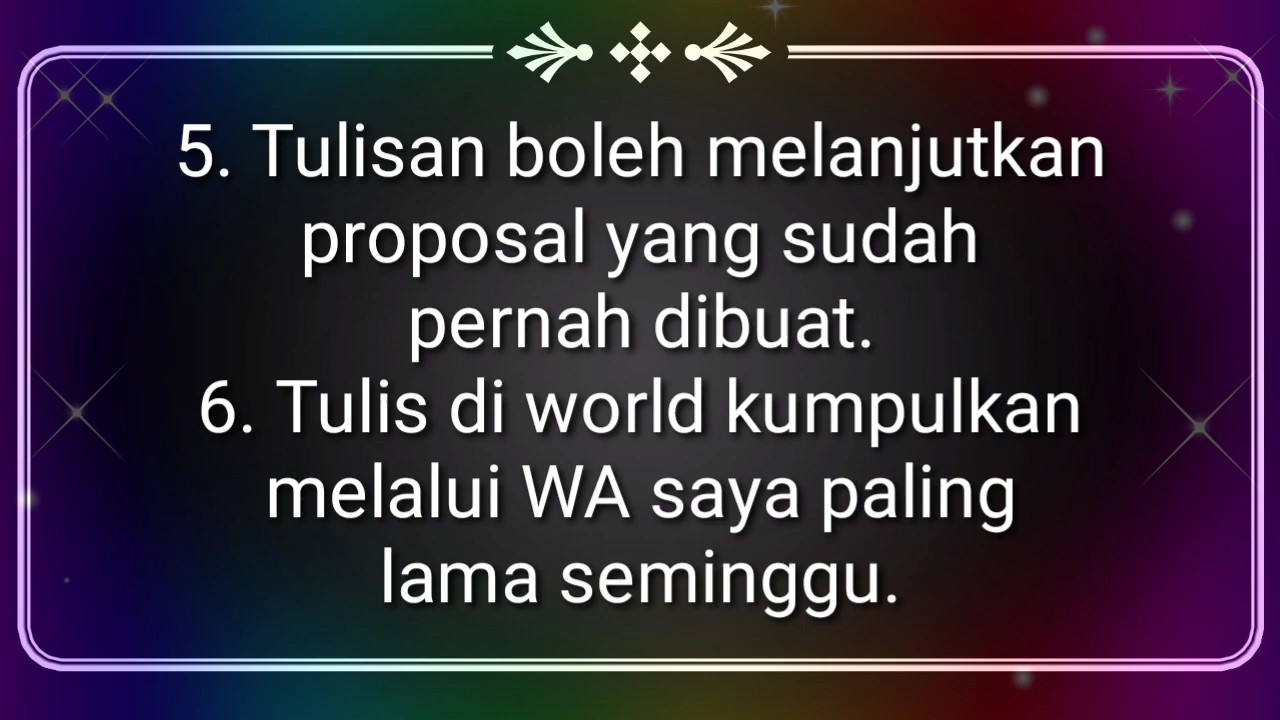 5. Tulisan boleh melanjutkan
proposal yang sudah
pernah dibuat.
6. Tulis di world kumpulkan
melalui WA saya paling
lama seminggu.